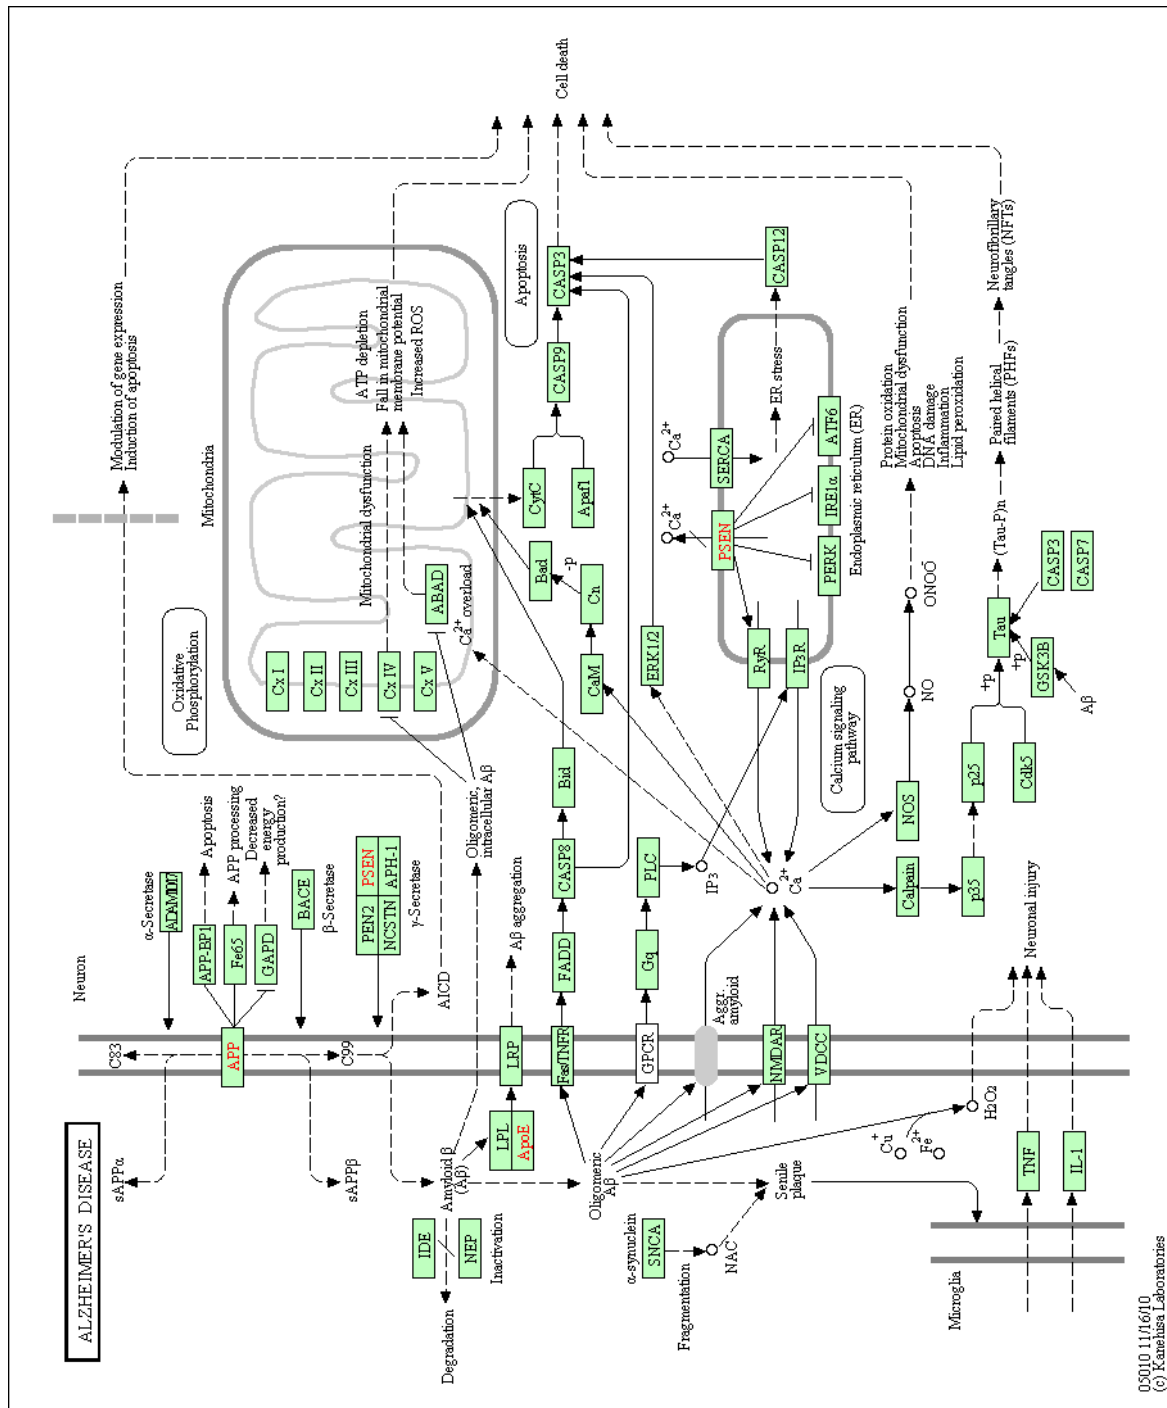 ALZHEIMER'S DISEASE
Neuron
sAPPα
C83
α-Secretase
ADAM10/17
APP
APP-BP1
Apoptosis
Fe65
APP processing
GAPD
Decreased
energy
production?
BACE
β-Secretase
sAPPβ
C99
PEN2
PSEN
NCSTN
APH-1
γ-Secretase
AICD
Modulation of gene expression
Induction of apoptosis
Oxidative
Phosphorylation
Mitochondria
Cx I
Cx II
Cx III
Cx IV
Cx V
Mitochondrial dysfunction
ABAD
Ca2+ overload
ATP depletion
Fall in mitochondrial
membrane potential
Increased ROS
Degradation
IDE
NEP
Inactivation
Amyloid β
(Aβ)
Oligomeric,
intracellular Aβ
LPL
ApoE
LRP
Aβ aggregation
Fas/TNFR
FADD
CASP8
Bid
CaM
Cn
-p
Bad
CytC
Apaf1
CASP9
CASP3
Apoptosis
Cell death
Oligomeric
Aβ
GPCR
Gq
PLC
IP3
ERK1/2
Aggr.
amyloid
NMDAR
VDCC
Ca2+
RyR
IP3R
Calcium signaling
pathway
PSEN
SERCA
Ca2+
Ca2+
PERK
IRE1α
ATF6
Endoplasmic reticulum (ER)
ER stress
CASP12
α-synuclein
SNCA
Fragmentation
NAC
Senile
plaque
Cu+
Fe2+
H2O2
Calpain
NOS
NO
ONOO-
Protein oxidation
Mitochondrial dysfunction
Apoptosis
DNA damage
Inflammation
Lipid peroxidation
p35
p25
Cdk5
+p
Tau
+p
GSK3B
Aβ
CASP3
CASP7
(Tau-P)n
Paired helical
filaments (PHFs)
Neurofibrillary
tangles (NFTs)
Microglia
TNF
IL-1
Neuronal injury
05010 11/16/10
(c) Kanehisa Laboratories